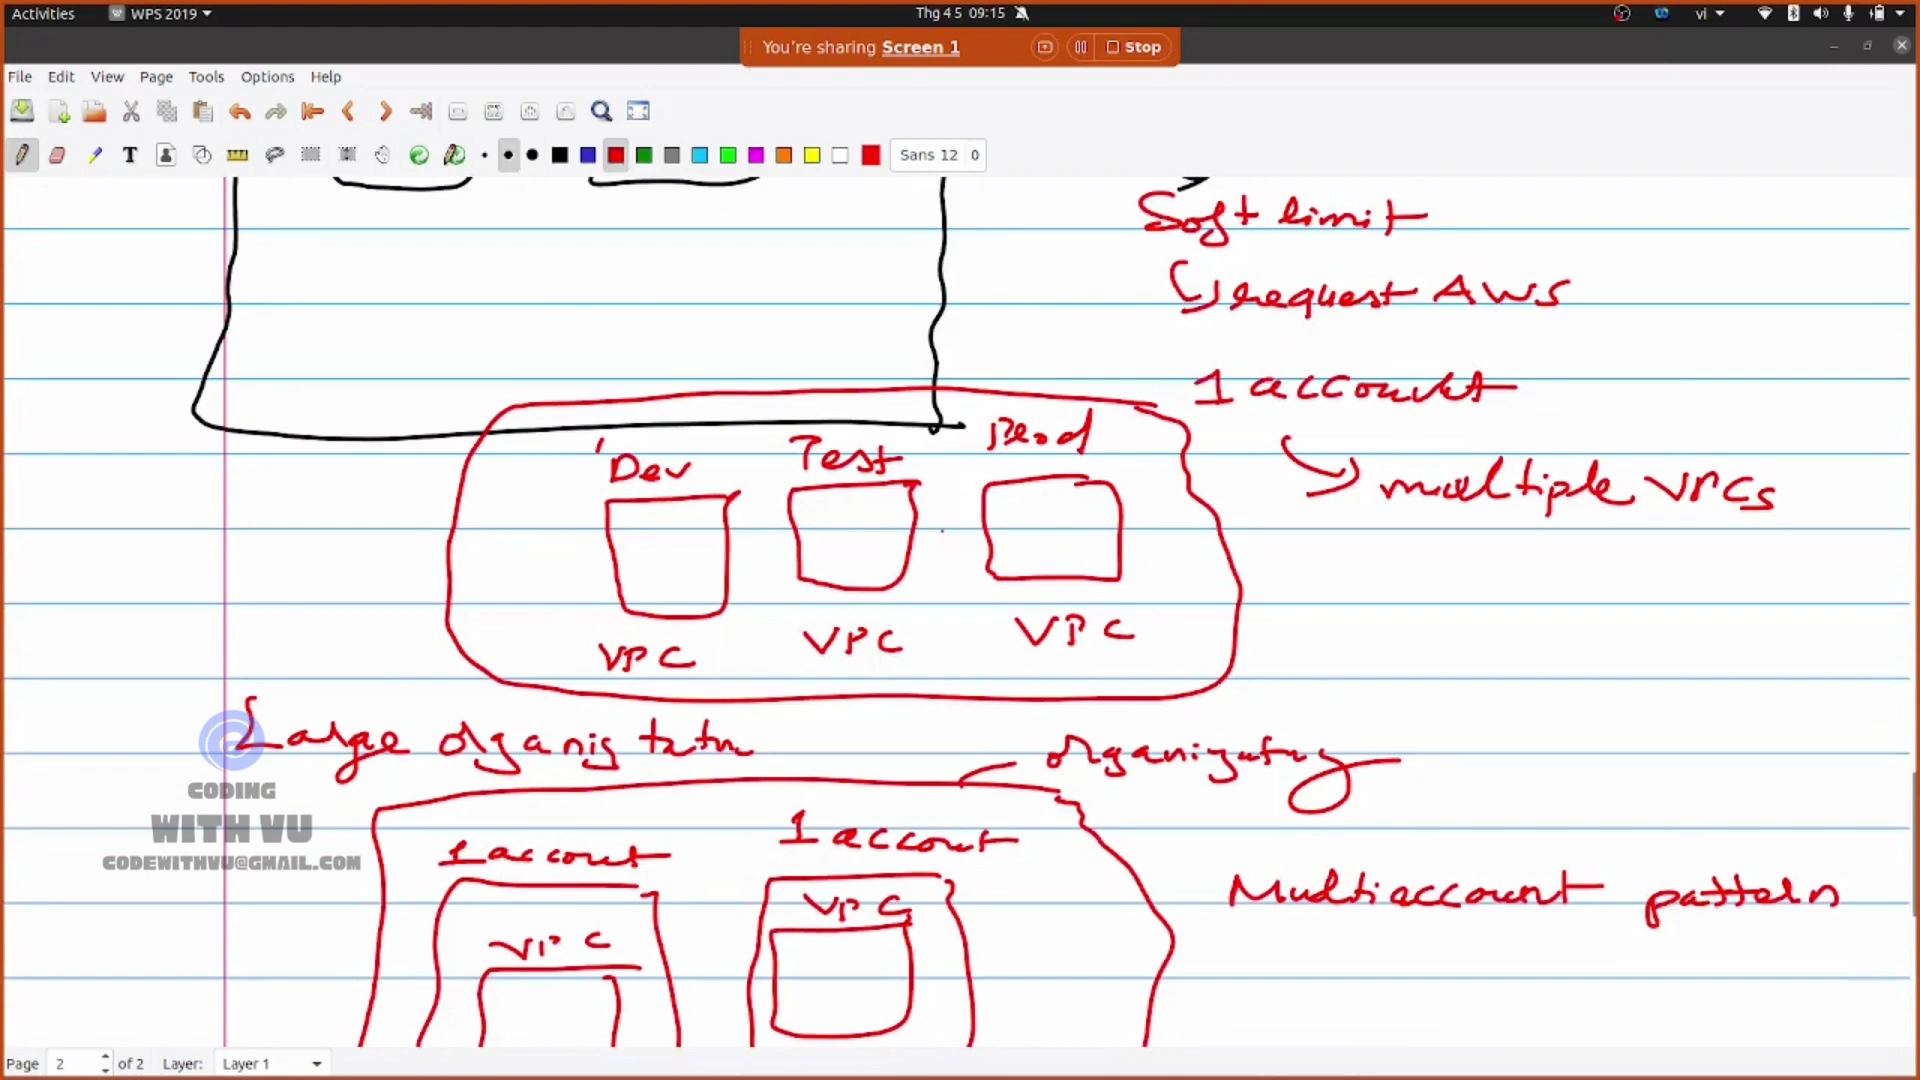 Activities WPS 2019 Thg 4 5 09:15 vi
You're sharing Screen 1 Stop
File Edit View Page Tools Options Help
T Sans 12 0
Soft limit
request AWS
1 account
multiple VPCs
Dev Test Prod
VPC VPC VPC
Large
1 account 1 account
VPC VPC
Multiaccount pattern
CODING
WITH VU
CODEWITHVU@GMAIL.COM
Page 2 of 2 Layer: Layer 1